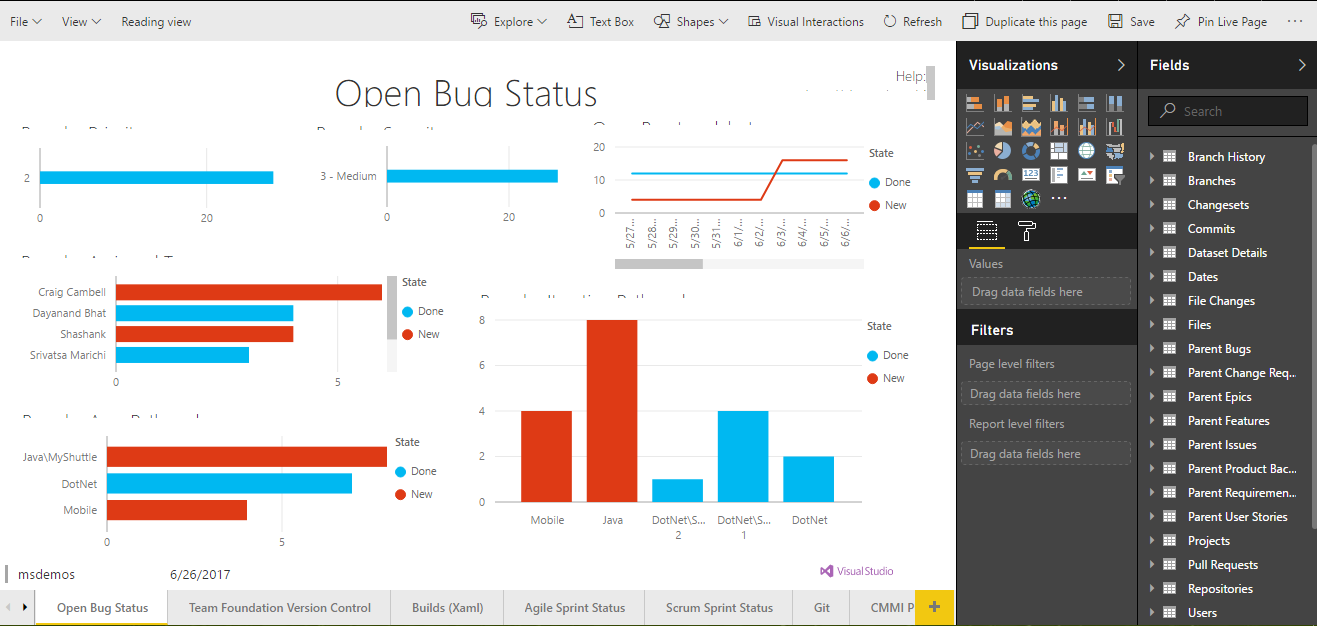 File View Reading view Explore Text Box Shapes Visual Interactions Refresh Duplicate this page Save Pin Live Page
Open Bug Status
Help:
2
0 20
3 - Medium
0 20
20
10
0
5/27...
5/28...
5/29...
5/30...
5/31...
6/1/...
6/2/...
6/3/...
6/4/...
6/5/...
6/6/...
State
Done
New
Craig Cambell
Dayanand Bhat
Shashank
Srivatsa Marichi
0 5
State
Done
New
Java\MyShuttle
DotNet
Mobile
0 5
State
Done
New
8
6
4
2
0
Mobile Java DotNet\S... DotNet\S... DotNet
2 1
State
Done
New
msdemos 6/26/2017
Visual Studio
Open Bug Status Team Foundation Version Control Builds (Xaml) Agile Sprint Status Scrum Sprint Status Git CMMI P
Visualizations
123
Values
Drag data fields here
Filters
Page level filters
Drag data fields here
Report level filters
Drag data fields here
Fields
Search
Branch History
Branches
Changesets
Commits
Dataset Details
Dates
File Changes
Files
Parent Bugs
Parent Change Req...
Parent Epics
Parent Features
Parent Issues
Parent Product Bac...
Parent Requiremen...
Parent User Stories
Projects
Pull Requests
Repositories
Users